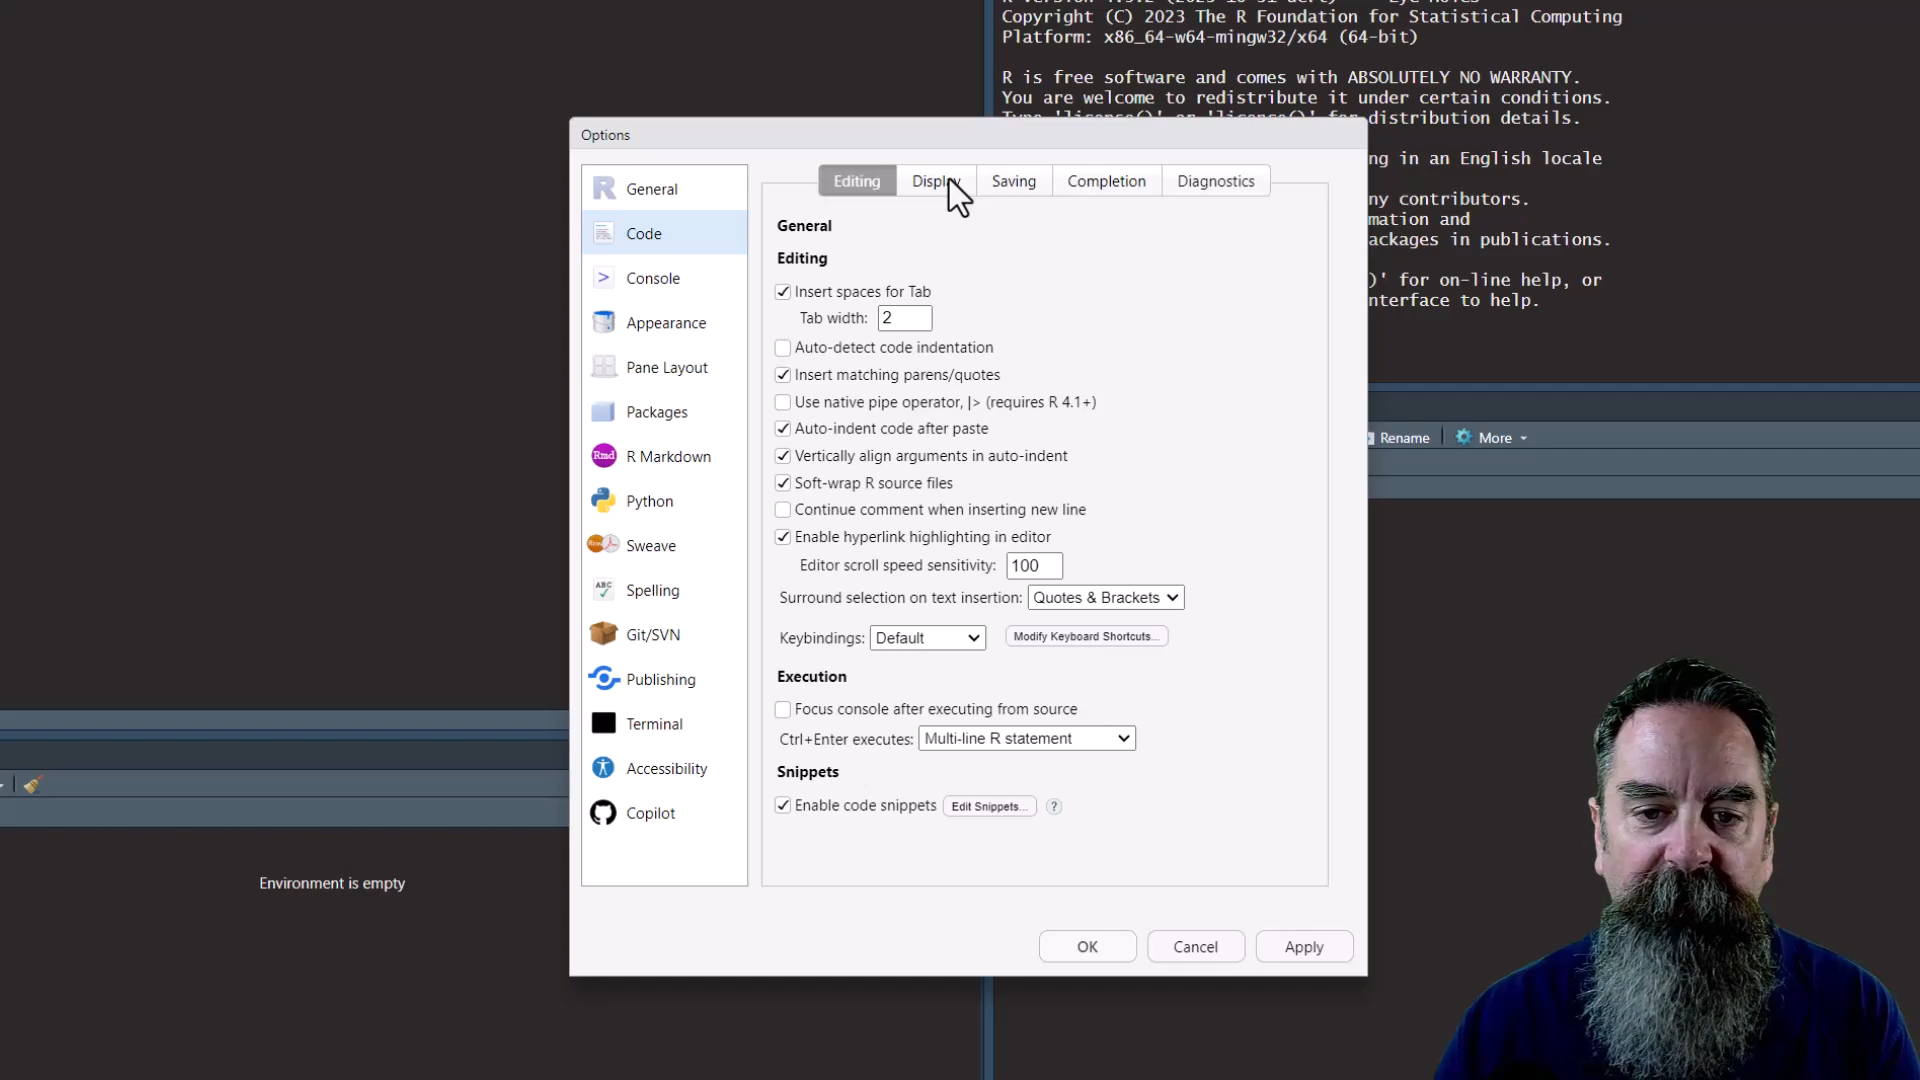 Copyright (C) 2023 The R Foundation for Statistical Computing
Platform: x86_64-w64-mingw32/x64 (64-bit)
R is free software and comes with ABSOLUTELY NO WARRANTY.
You are welcome to redistribute it under certain conditions.
Type 'license()' or 'licence()' for distribution details.
ng in an English locale
ny contributors.
mation and
ackages in publications.
)' for on-line help, or
nterface to help.
Options
General
Code
Console
Appearance
Pane Layout
Packages
Rmd R Markdown
Python
Sweave
ABC Spelling
Git/SVN
Publishing
Terminal
Accessibility
Copilot
Editing Display Saving Completion Diagnostics
General
Editing
Insert spaces for Tab
Tab width: 2
Auto-detect code indentation
Insert matching parens/quotes
Use native pipe operator, |> (requires R 4.1+)
Auto-indent code after paste
Vertically align arguments in auto-indent
Soft-wrap R source files
Continue comment when inserting new line
Enable hyperlink highlighting in editor
Editor scroll speed sensitivity: 100
Surround selection on text insertion: Quotes & Brackets
Keybindings: Default Modify Keyboard Shortcuts...
Execution
Focus console after executing from source
Ctrl+Enter executes: Multi-line R statement
Snippets
Enable code snippets Edit Snippets... ?
OK Cancel Apply
Rename More
Environment is empty